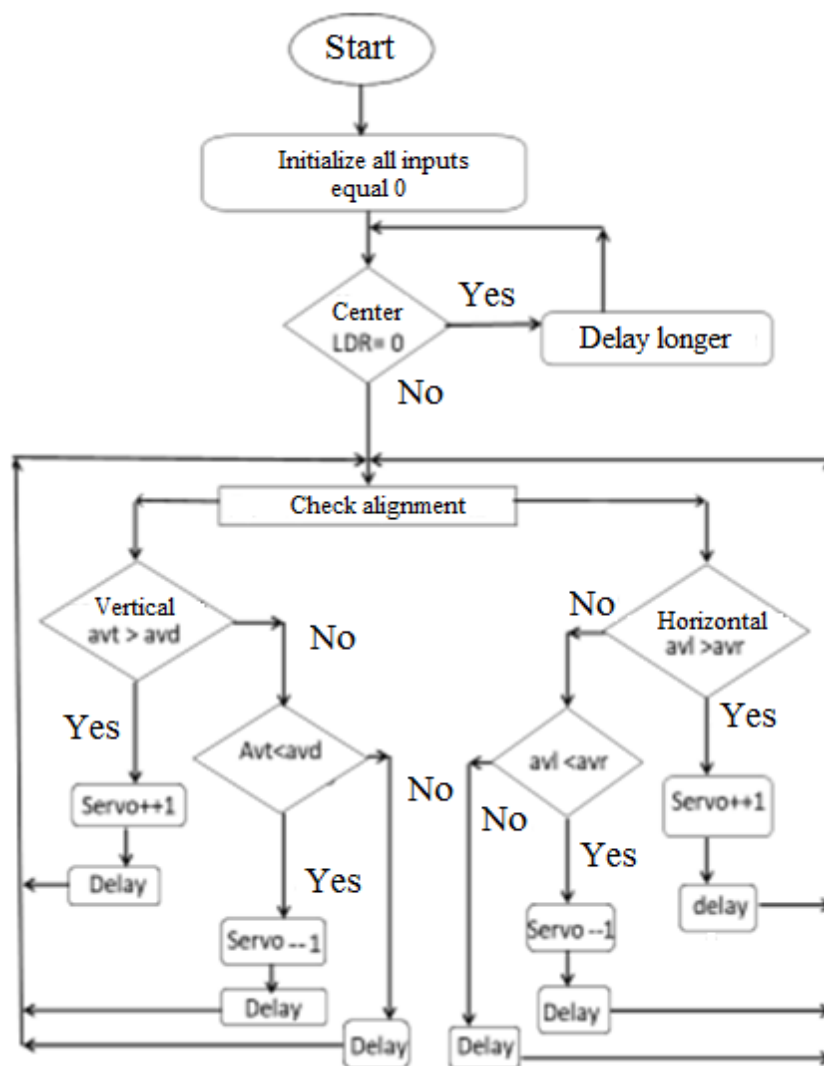 Start
Initialize all inputs
equal 0
Center
LDR= 0
Yes
Delay longer
No
Check alignment
Vertical
avt > avd
No
Yes
Avt<avd
No
Servo++1
Delay
Yes
Servo --1
Delay
Delay
Horizontal
avl >avr
No
Yes
avl <avr
No
Servo++1
delay
Yes
Servo --1
Delay
Delay